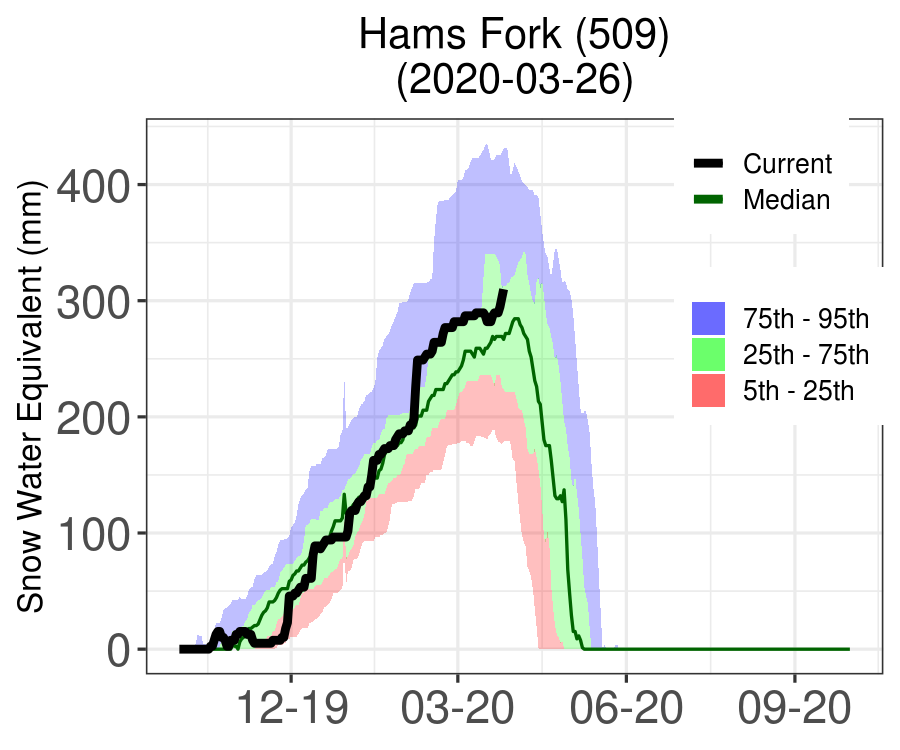 Hams Fork (509)
(2020-03-26)
Snow Water Equivalent (mm)
400
300
200
100
0
12-19
03-20
06-20
09-20
Current
Median
75th - 95th
25th - 75th
5th - 25th